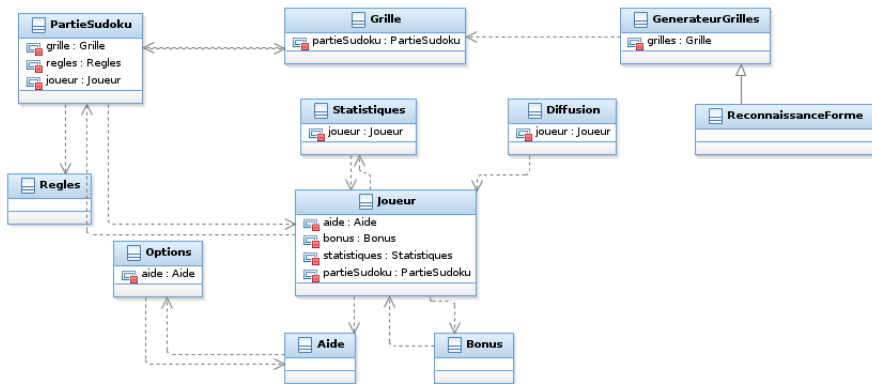 PartieSudoku
grille : Grille
regles : Regles
joueur : Joueur
Grille
partieSudoku : PartieSudoku
GenerateurGrilles
grilles : Grille
Statistiques
joueur : Joueur
Diffusion
joueur : Joueur
ReconnaissanceForme
Regles
Joueur
aide : Aide
bonus : Bonus
statistiques : Statistiques
partieSudoku : PartieSudoku
Options
aide : Aide
Aide
Bonus